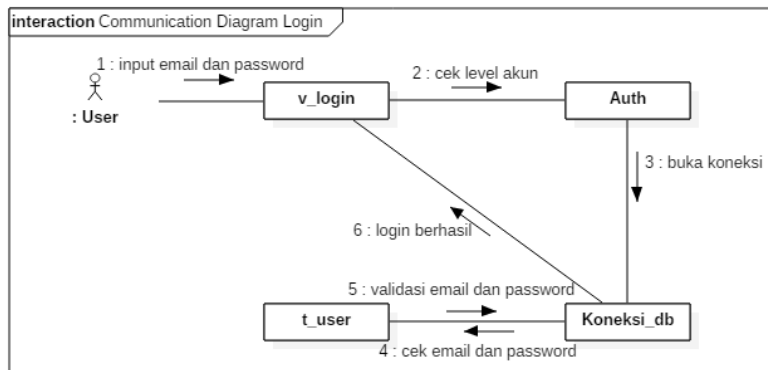 interaction Communication Diagram Login
1 : input email dan password
2 : cek level akun
v_login
Auth
: User
3 : buka koneksi
6 : login berhasil
5 : validasi email dan password
t_user
Koneksi_db
4 : cek email dan password